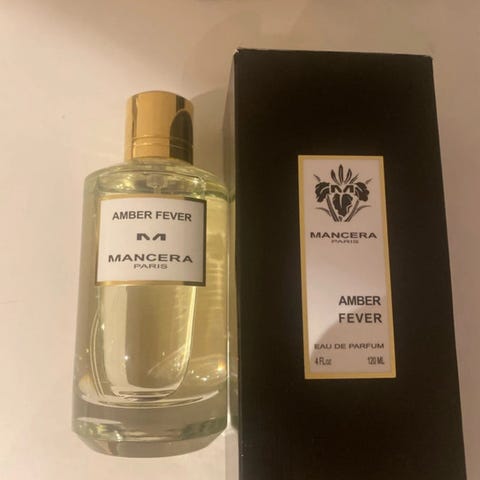 AMBER FEVER
M
MANCERA
PARIS
M
MANCERA
PARIS
AMBER
FEVER
EAU DE PARFUM
4 FL.oz 120 ML